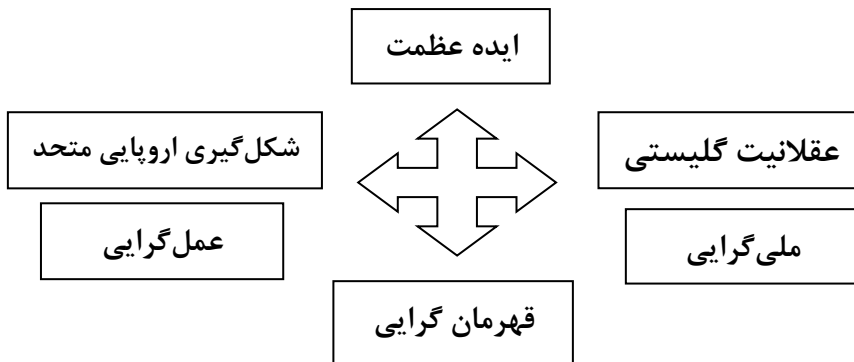 ایده عظمت
عقلانیت گلیستی
شکل‌گیری اروپایی متحد
ملی‌گرایی
عمل‌گرایی
قهرمان گرایی